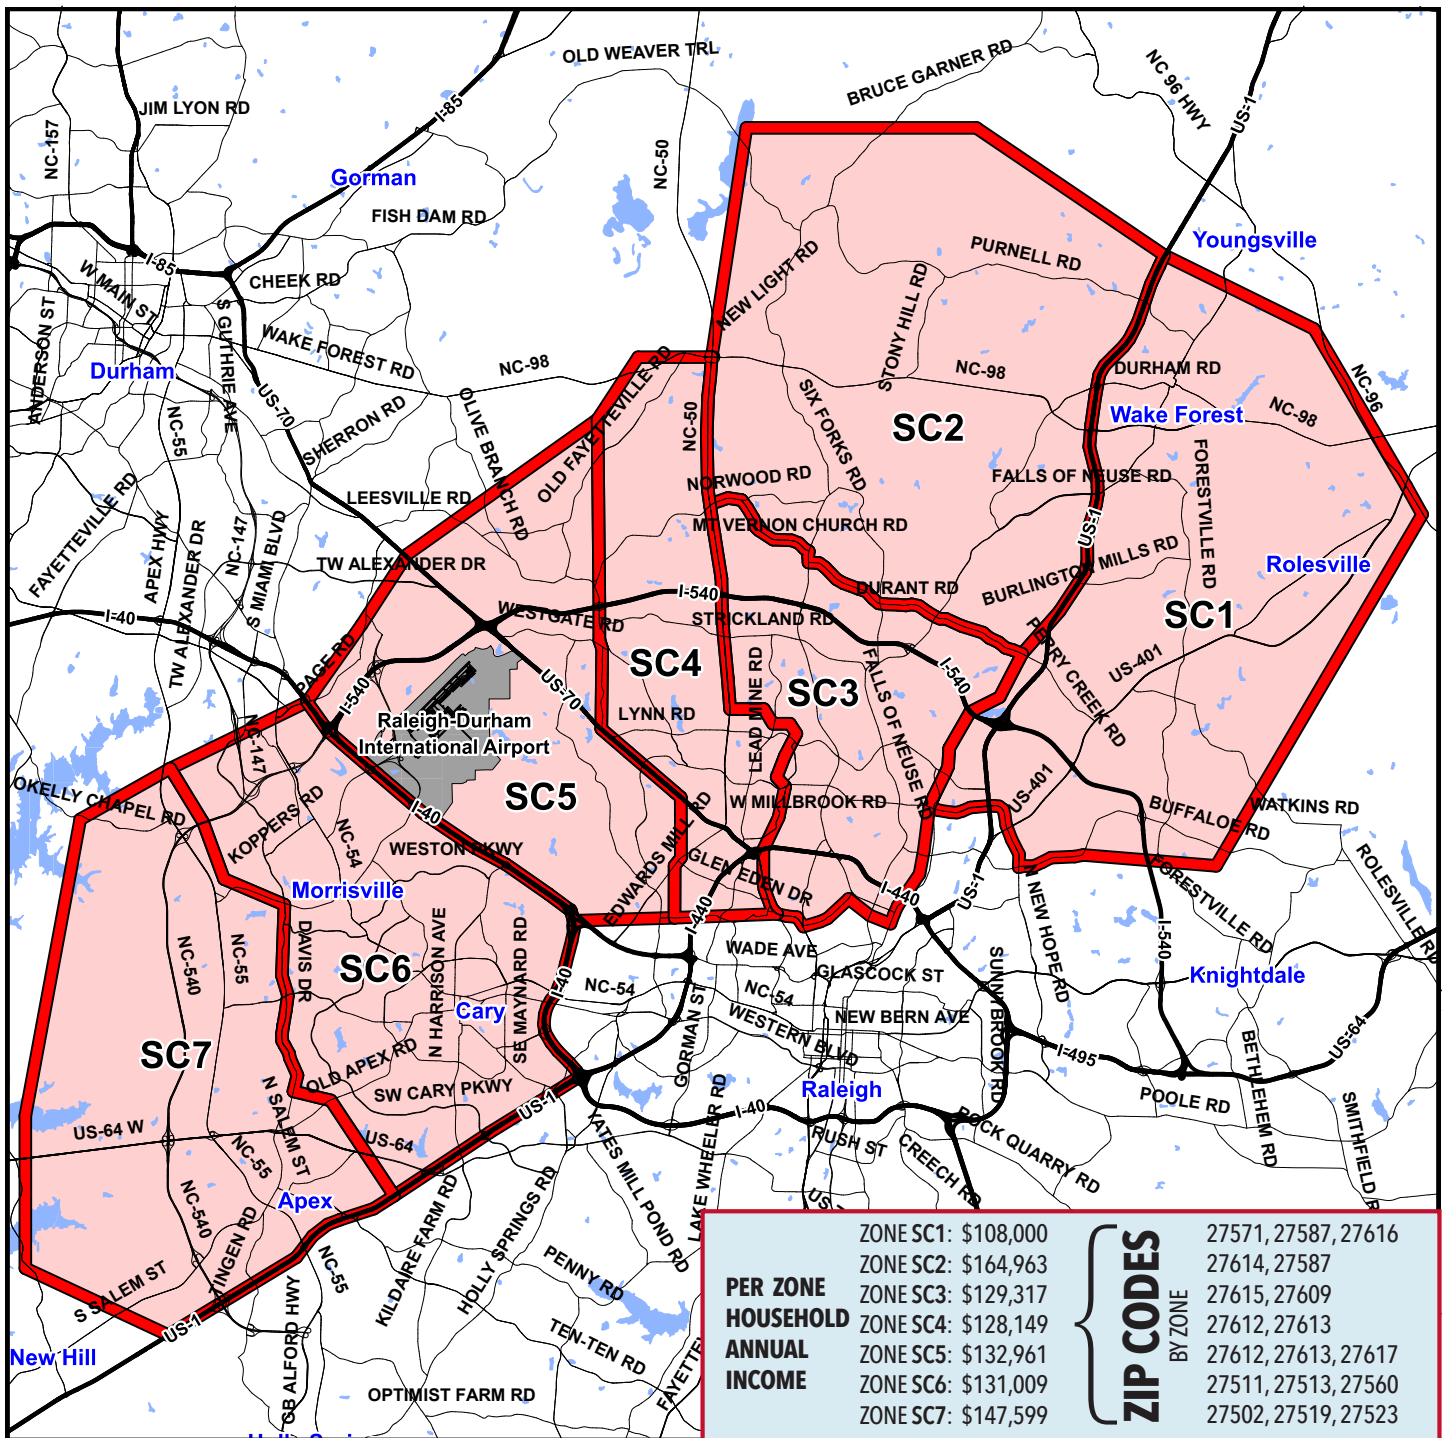 OLD WEAVER TRL
BRUCE GARNER RD
NC 96 HWY
US-1
JIM LYON RD
I-85
NC-157
NC-50
Gorman
FISH DAM RD
Youngsville
PURNELL RD
I-85
CHEEK RD
W MAIN ST
NEW LIGHT RD
STONY HILL RD
ANDERSON ST
S GUTHRIE AVE
WAKE FOREST RD
NC-98
NC-98
DURHAM RD
Durham
US-70
OLD FAYETTEVILLE RD
NC-50
SIX FORKS RD
SC2
Wake Forest
NC-96
NC-98
NC-55
SHERRON RD
OLIVE BRANCH RD
NORWOOD RD
FALLS OF NEUSE RD
FORESTVILLE RD
LEESVILLE RD
MT VERNON CHURCH RD
US-1
FAYETTEVILLE RD
APEX HWY
TW ALEXANDER DR
NC-147
S MIAMI BLVD
TW ALEXANDER DR
DURANT RD
BURLINGTON MILLS RD
Rolesville
I-40
WESTGATE RD
I-540
STRICKLAND RD
SC1
PAGE RD
I-540
SC4
LEAD MINE RD
SC3
FALLS OF NEUSE RD
I-540
PERRY CREEK RD
US-401
US-70
LYNN RD
Raleigh-Durham
International Airport
NC-147
OKELLY CHAPEL RD
KOPPERS RD
NC-54
I-40
SC5
W MILLBROOK RD
US-401
BUFFALOE RD
WATKINS RD
WESTON PKWY
EDWARDS MILL RD
GLEN EDEN DR
I-440
US-1
N NEW HOPE RD
FORESTVILLE RD
ROLESVILLE RD
Morrisville
DAVIS DR
N HARRISON AVE
SE MAYNARD RD
I-440
WADE AVE
NC-540
NC-55
SC6
I-40
NC-54
NC-54
GLASCOCK ST
SUNNYBROOK RD
I-540
Knightdale
Cary
NEW BERN AVE
WESTERN BLVD
SC7
OLD APEX RD
GORMAN ST
I-495
BETHLEHEM RD
US-64
N SALEM ST
SW CARY PKWY
US-1
Raleigh
POOLE RD
US-64 W
US-64
YATES MILL POND RD
LAKE WHEELER RD
I-40
RUSH ST
CREECH RD
ROCK QUARRY RD
SMITHFIELD R
NC-55
Apex
NC-540
TINGEN RD
KILDAIRE FARM RD
HOLLY SPRINGS RD
NC-55
PENNY RD
S SALEM ST
US-1
GB ALFORD HWY
TEN-TEN RD
New Hill
OPTIMIST FARM RD
PER ZONE
HOUSEHOLD
ANNUAL
INCOME
ZONE SC1: $108,000
ZONE SC2: $164,963
ZONE SC3: $129,317
ZONE SC4: $128,149
ZONE SC5: $132,961
ZONE SC6: $131,009
ZONE SC7: $147,599
ZIP CODES
BY ZONE
27571, 27587, 27616
27614, 27587
27615, 27609
27612, 27613
27612, 27613, 27617
27511, 27513, 27560
27502, 27519, 27523